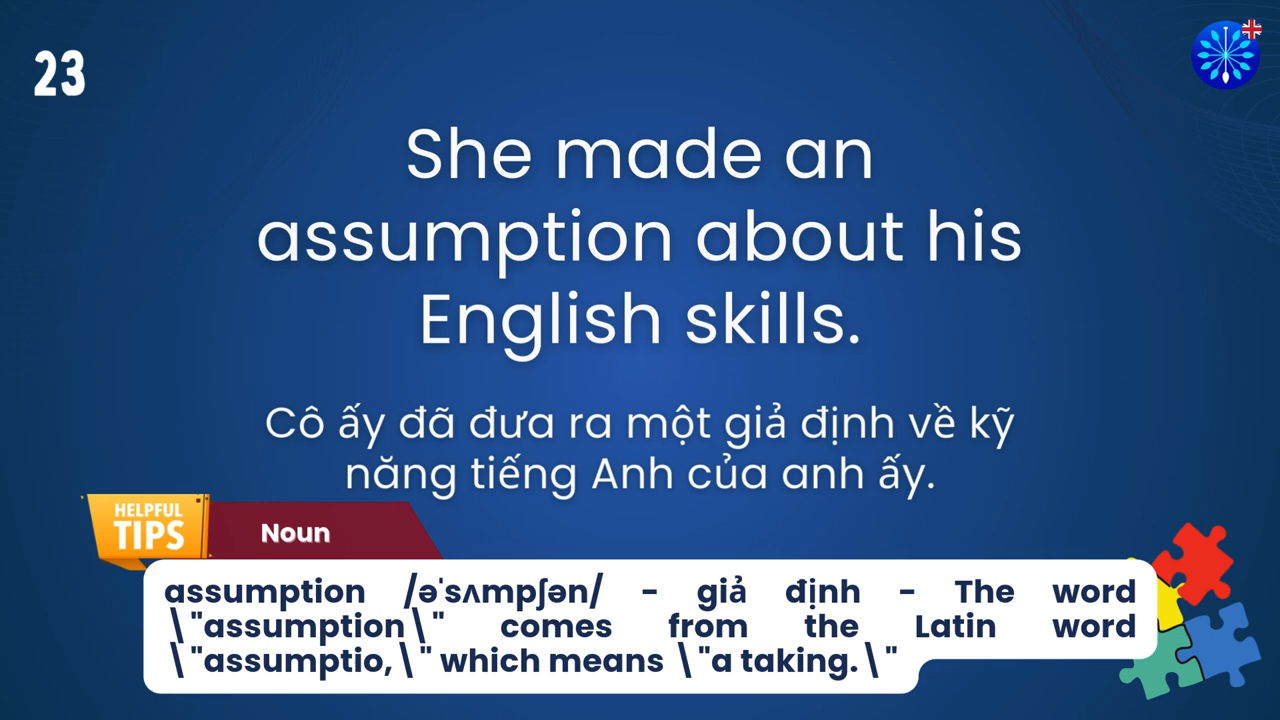 23
She made an
assumption about his
English skills.
Cô ấy đã đưa ra một giả định về kỹ
năng tiếng Anh của anh ấy.
HELPFUL
TIPS
Noun
assumption /əˈsʌmpʃən/ - giả định - The word
\"assumption\" comes from the Latin word
\"assumptio,\" which means \"a taking.\"